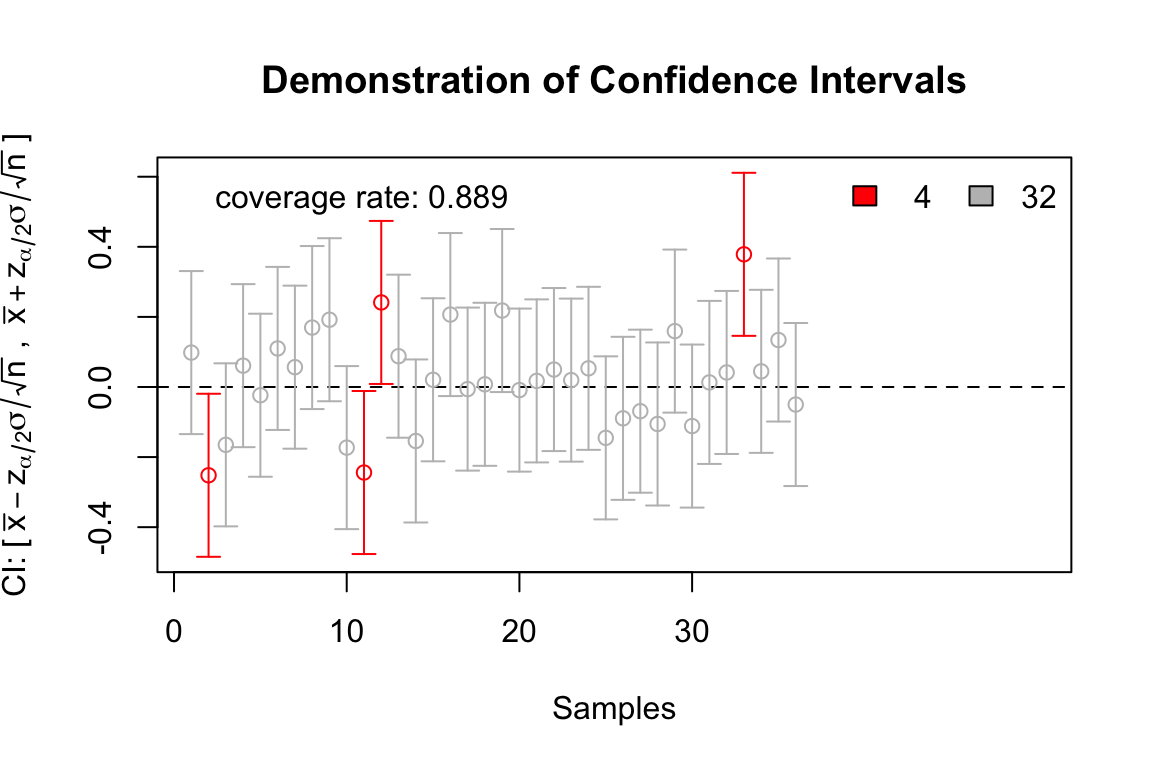 Demonstration of Confidence Intervals
coverage rate: 0.889
4
32
CI: [ x̅ − zα/2σ/√n , x̅ + zα/2σ/√n ]
0.4
0.0
-0.4
0
10
20
30
Samples